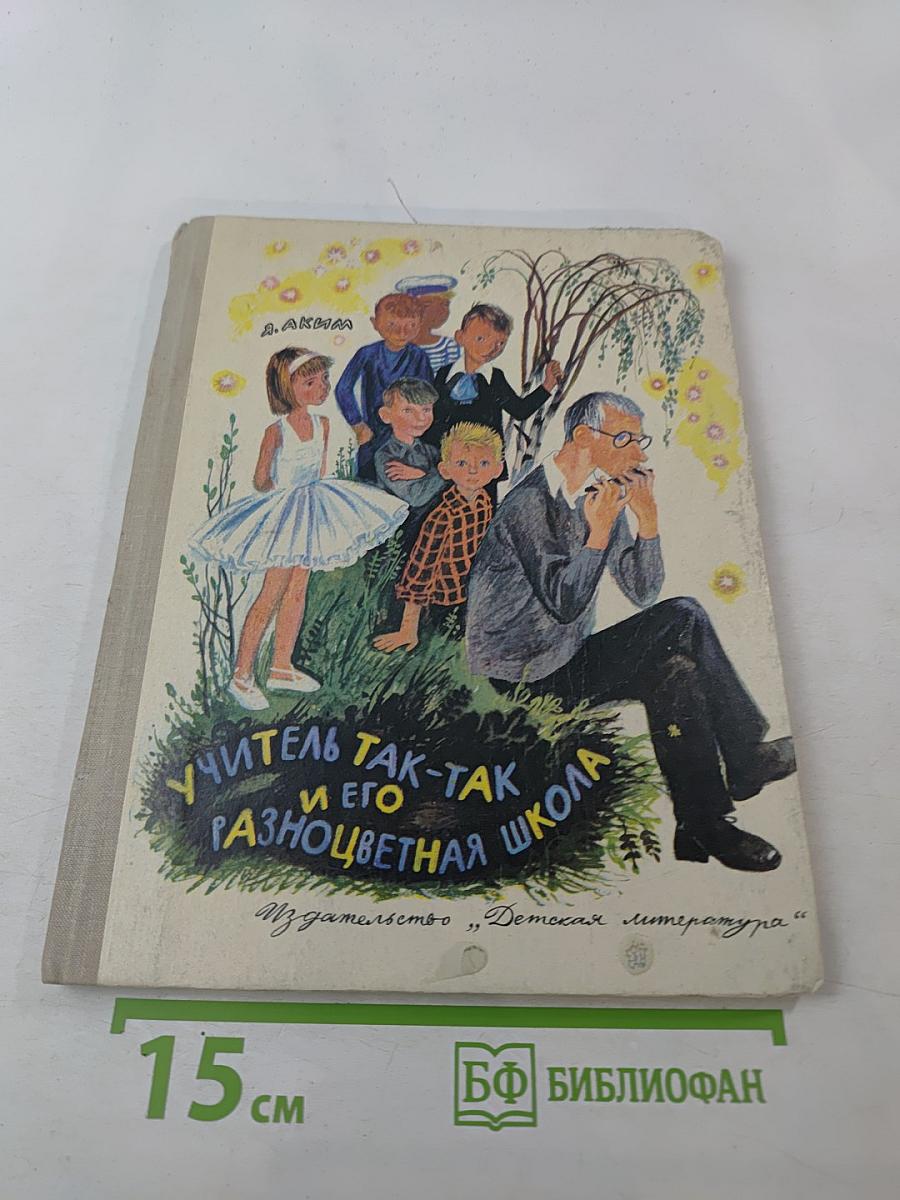 Я. АКИМ
УЧИТЕЛЬ ТАК-ТАК
И ЕГО
РАЗНОЦВЕТНАЯ ШКОЛА
Издательство „Детская литература“
15 см
БФ БИБЛИОФАН